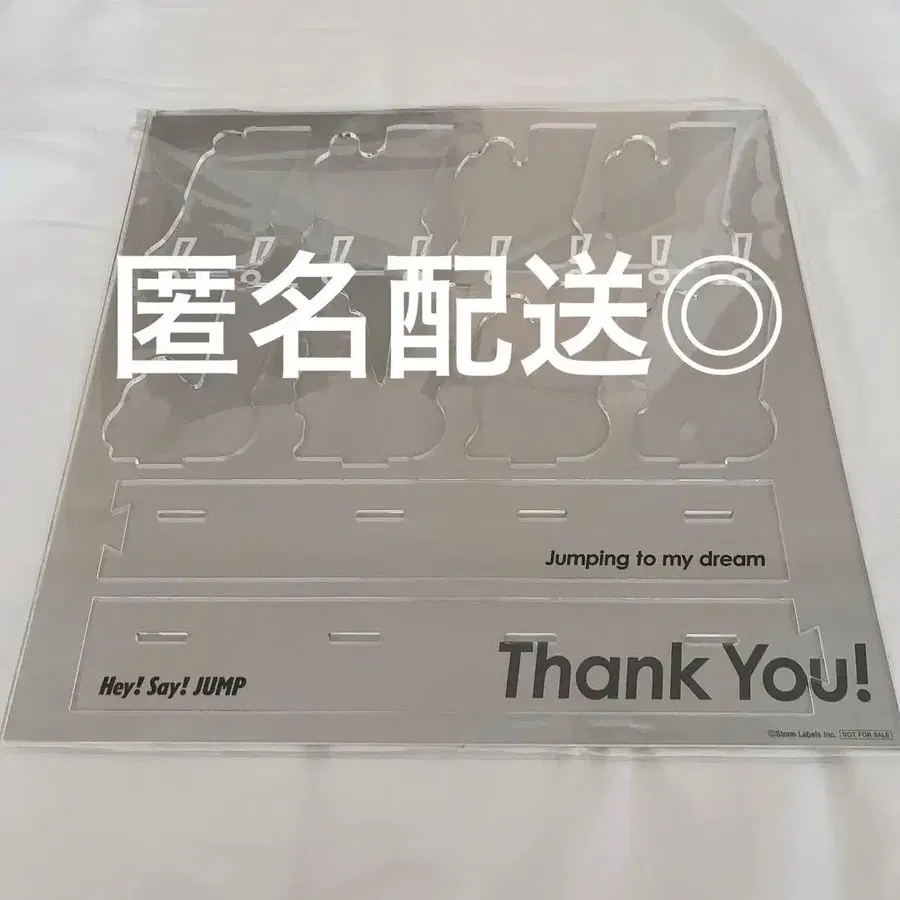 匿名配送◎
Jumping to my dream
Thank You!
Hey! Say! JUMP
©Storm Labels Inc. NOT FOR SALE